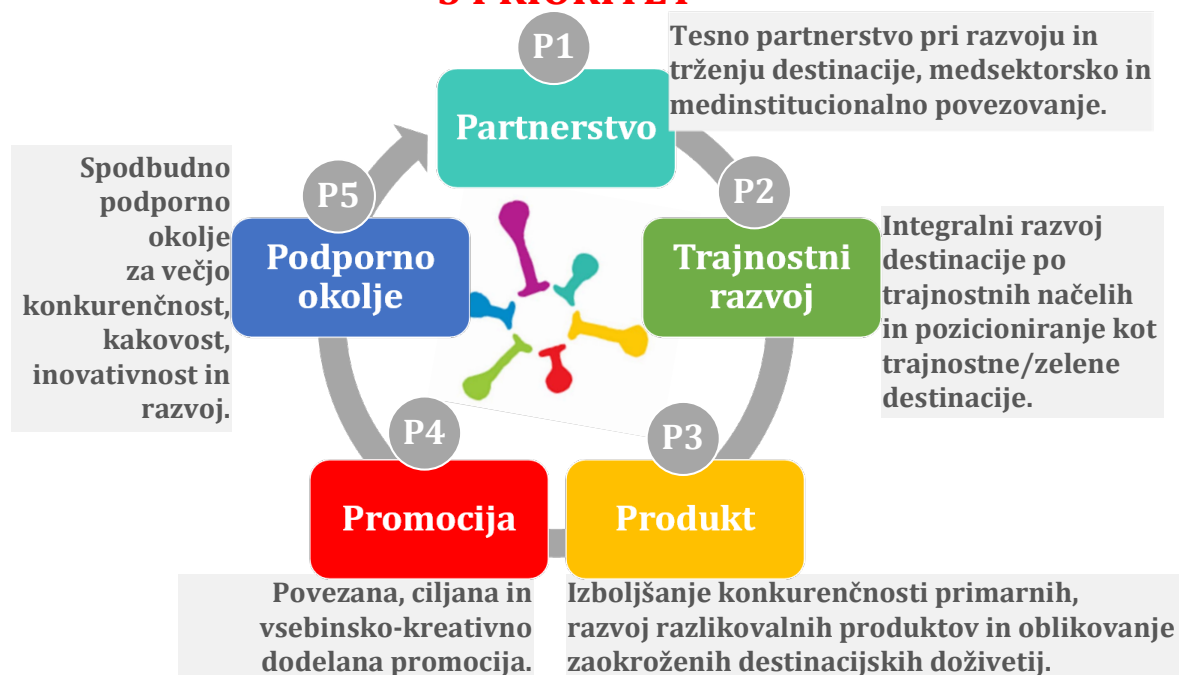 5 PRIORITET
P1
Tesno partnerstvo pri razvoju in
trženju destinacije, medsektorsko in
medinstitucionalno povezovanje.
Partnerstvo
P2
Trajnostni
razvoj
Integralni razvoj
destinacije po
trajnostnih načelih
in pozicioniranje kot
trajnostne/zelene
destinacije.
P3
Produkt
Izboljšanje konkurenčnosti primarnih,
razvoj razlikovalnih produktov in oblikovanje
zaokroženih destinacijskih doživetij.
P4
Promocija
Povezana, ciljana in
vsebinsko-kreativno
dodelana promocija.
P5
Podporno
okolje
Spodbudno
podporno
okolje
za večjo
konkurenčnost,
kakovost,
inovativnost in
razvoj.